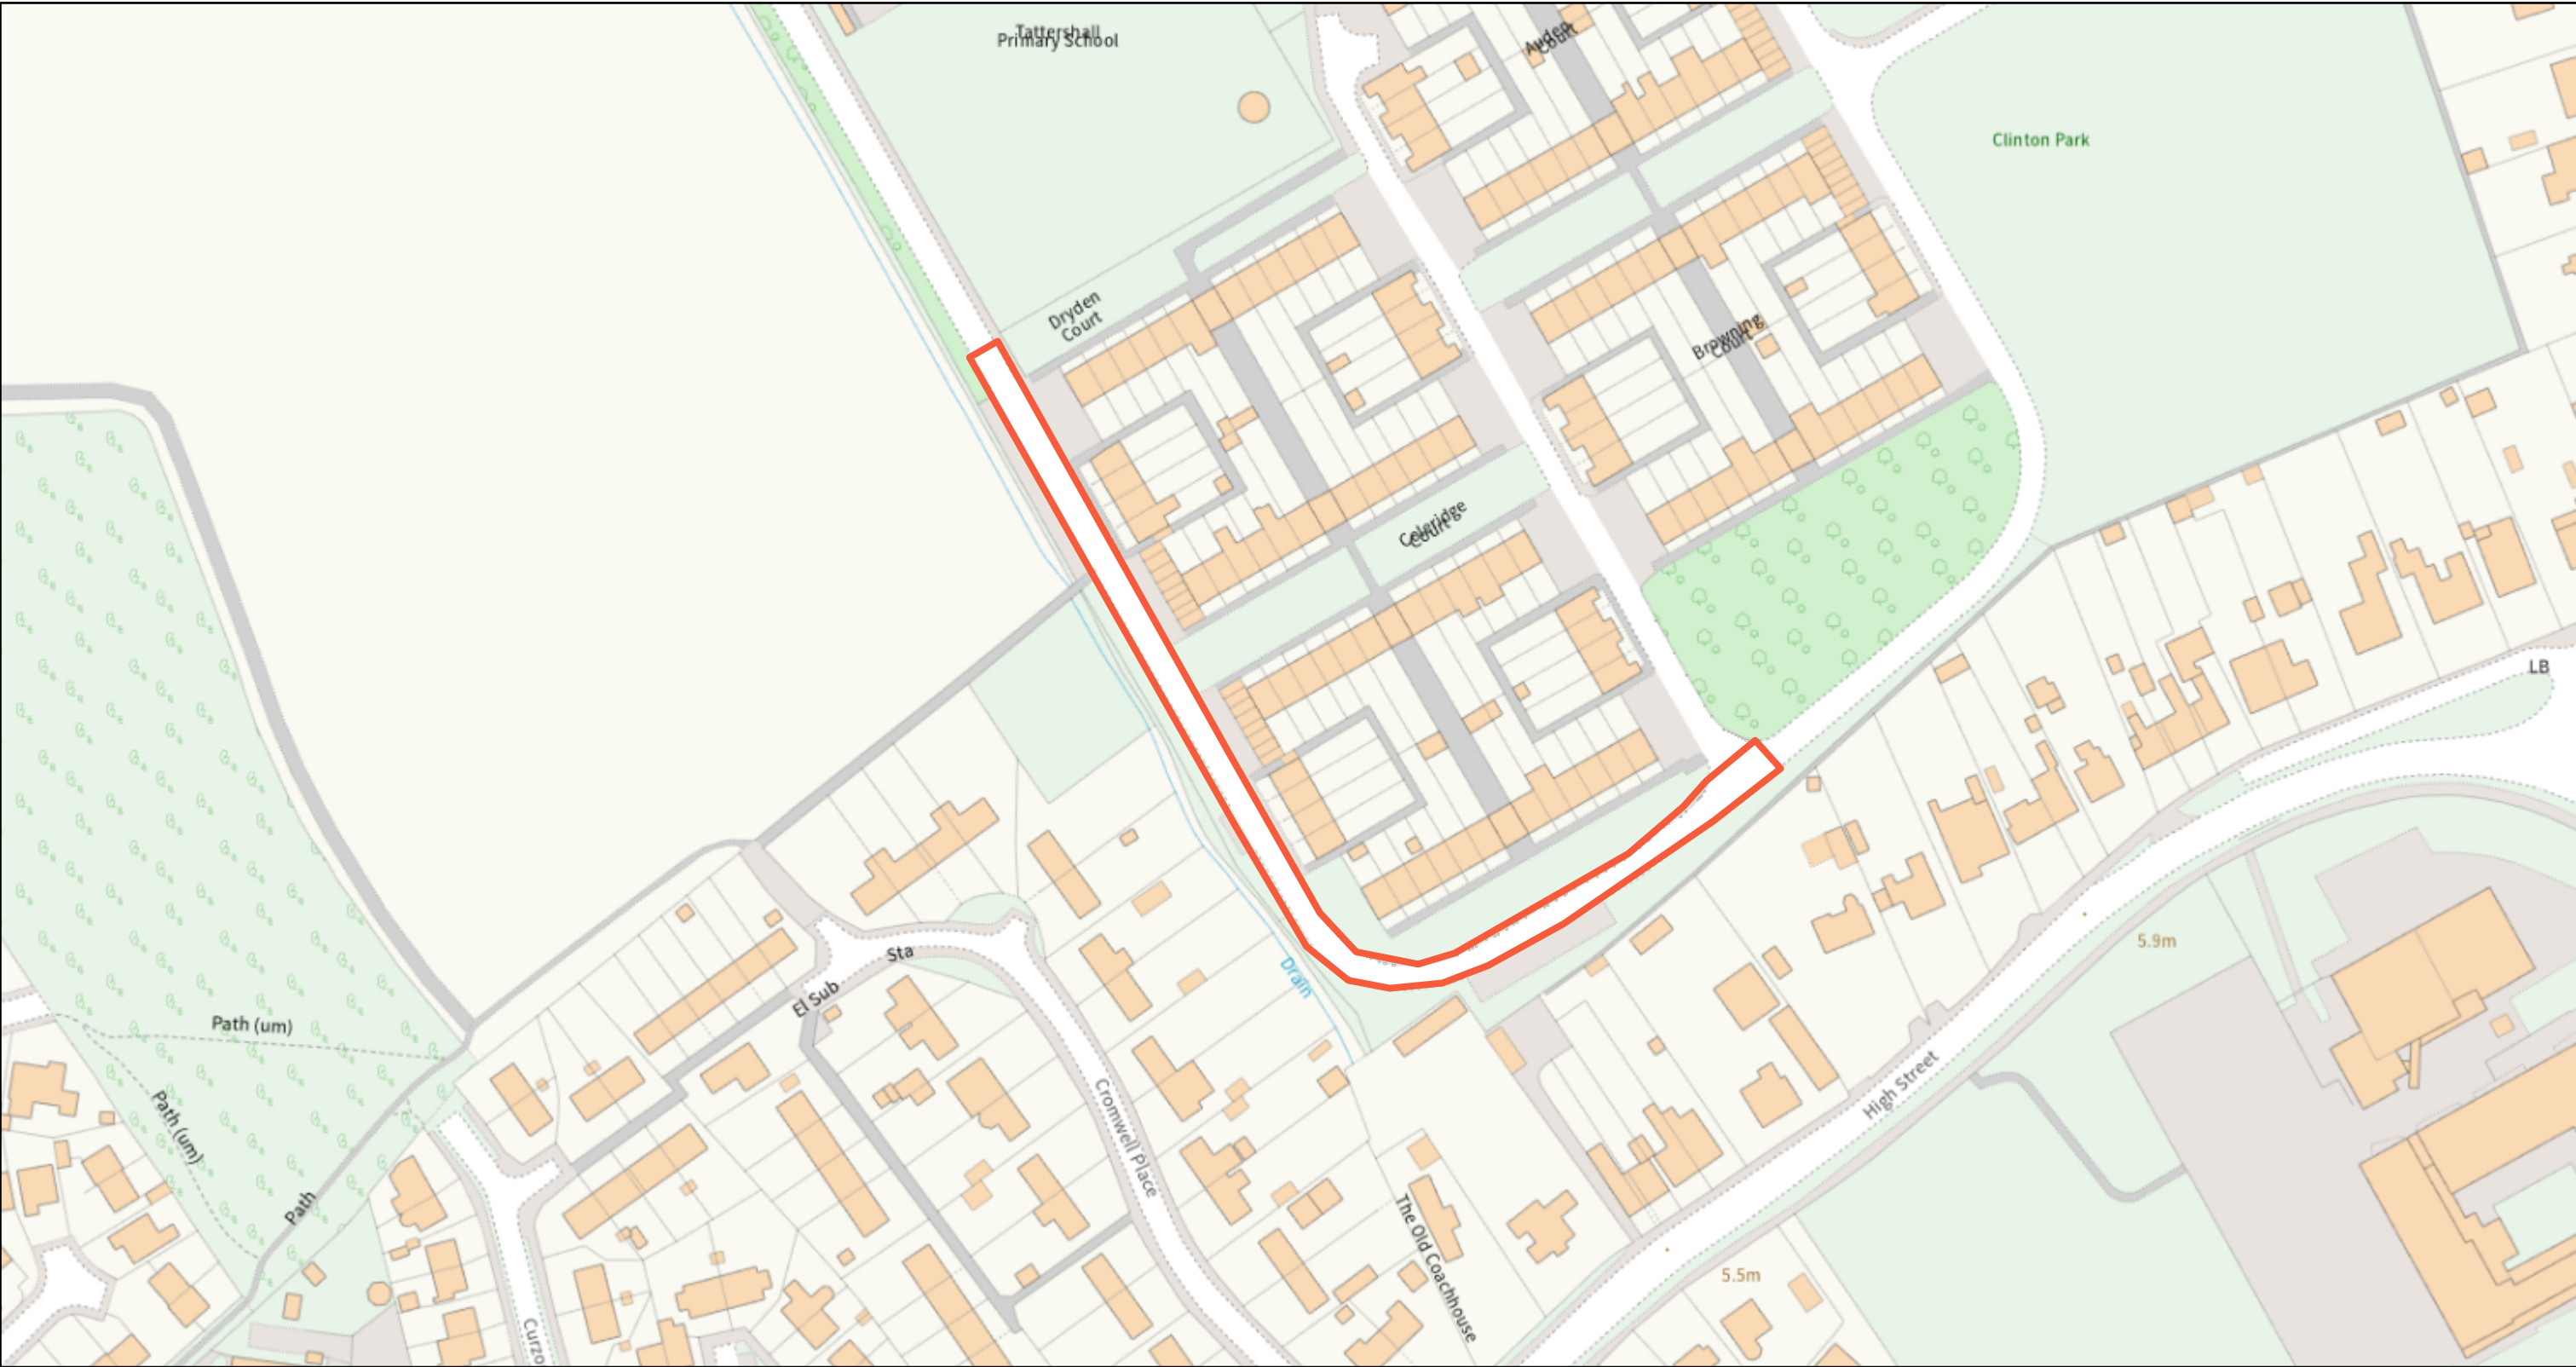 Tattershall
Primary School
Auden
Court
Clinton Park
Dryden
Court
Browning
Court
Coleridge
Court
LB
Sta
El Sub
Drain
5.9m
Path (um)
Path (um)
Path
Cromwell Place
High Street
The Old Coachhouse
5.5m
Curzo